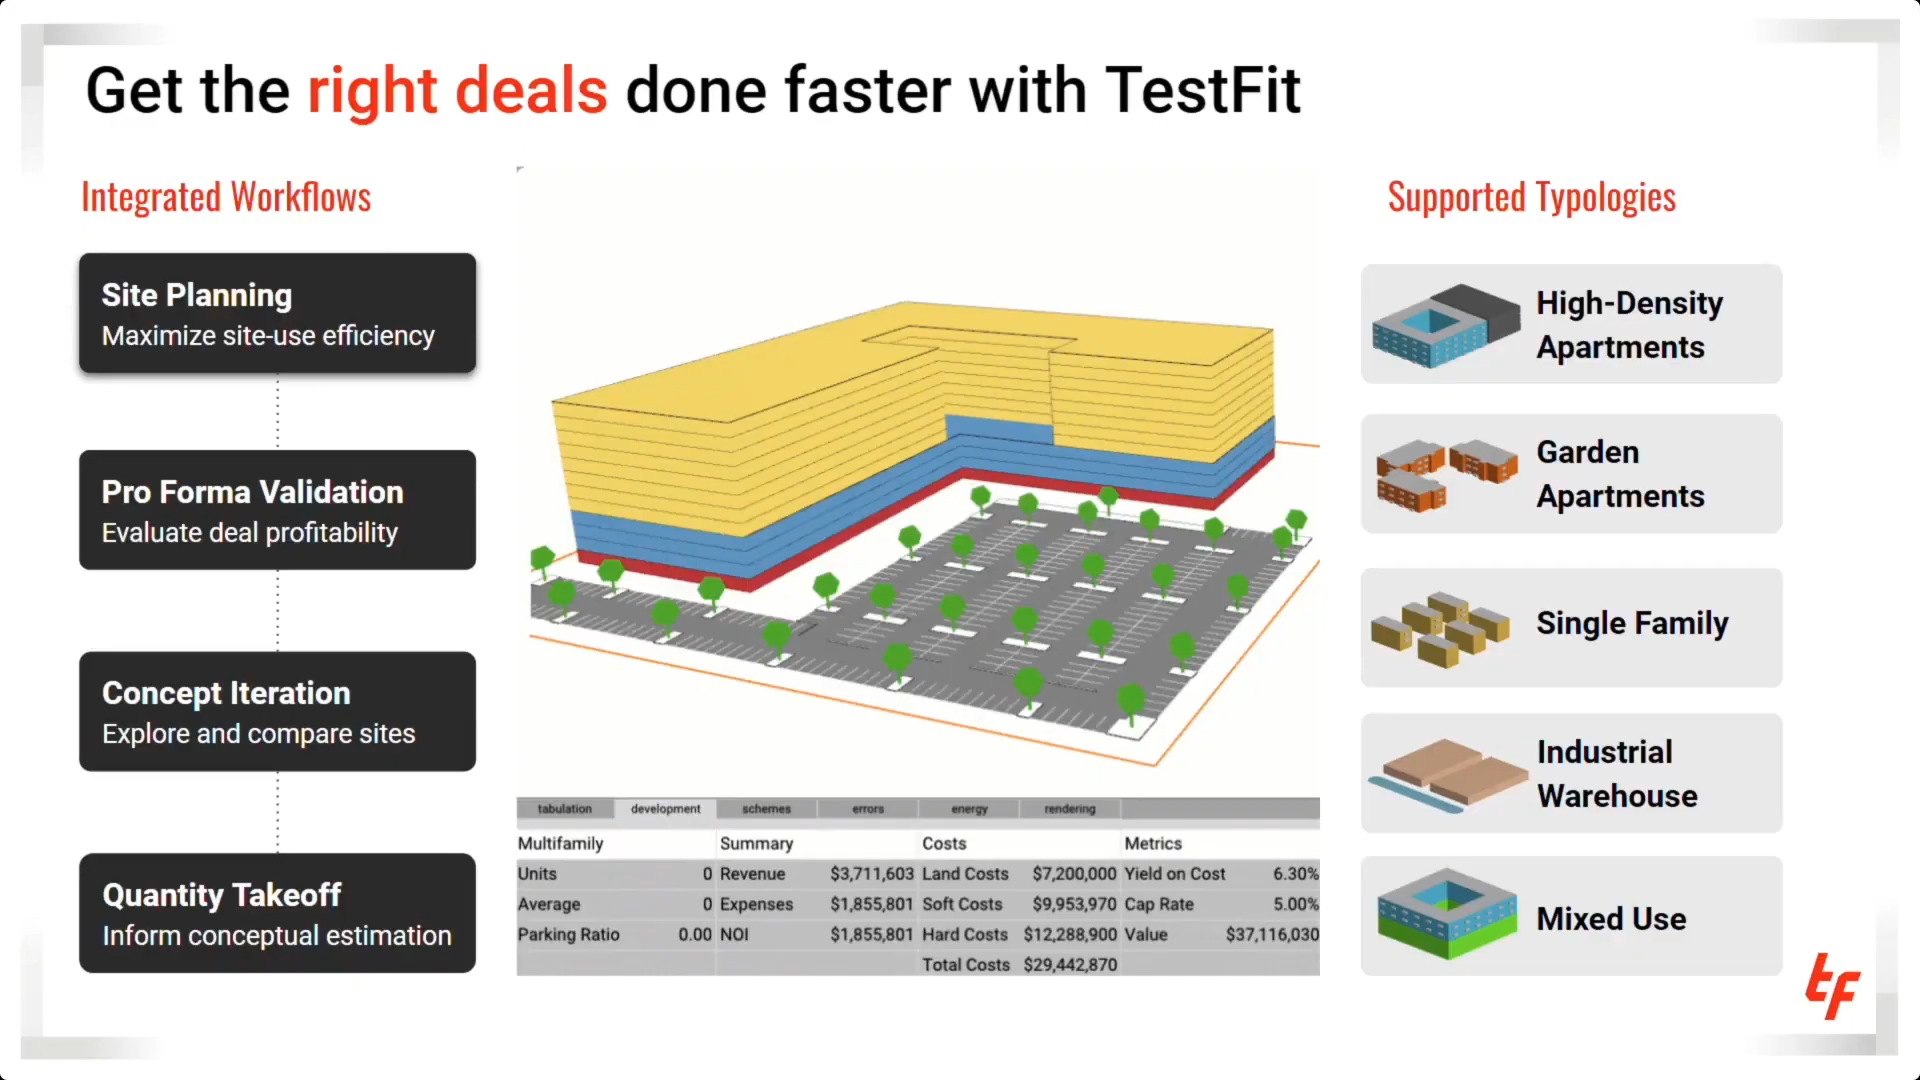 Get the right deals done faster with TestFit
Integrated Workflows
Site Planning
Maximize site-use efficiency
Pro Forma Validation
Evaluate deal profitability
Concept Iteration
Explore and compare sites
Quantity Takeoff
Inform conceptual estimation
tabulation development schemes errors energy rendering
Multifamily Summary Costs Metrics
Units 0 Revenue $3,711,603 Land Costs $7,200,000 Yield on Cost 6.30%
Average 0 Expenses $1,855,801 Soft Costs $9,953,970 Cap Rate 5.00%
Parking Ratio 0.00 NOI $1,855,801 Hard Costs $12,288,900 Value $37,116,030
Total Costs $29,442,870
Supported Typologies
High-Density
Apartments
Garden
Apartments
Single Family
Industrial
Warehouse
Mixed Use
tf